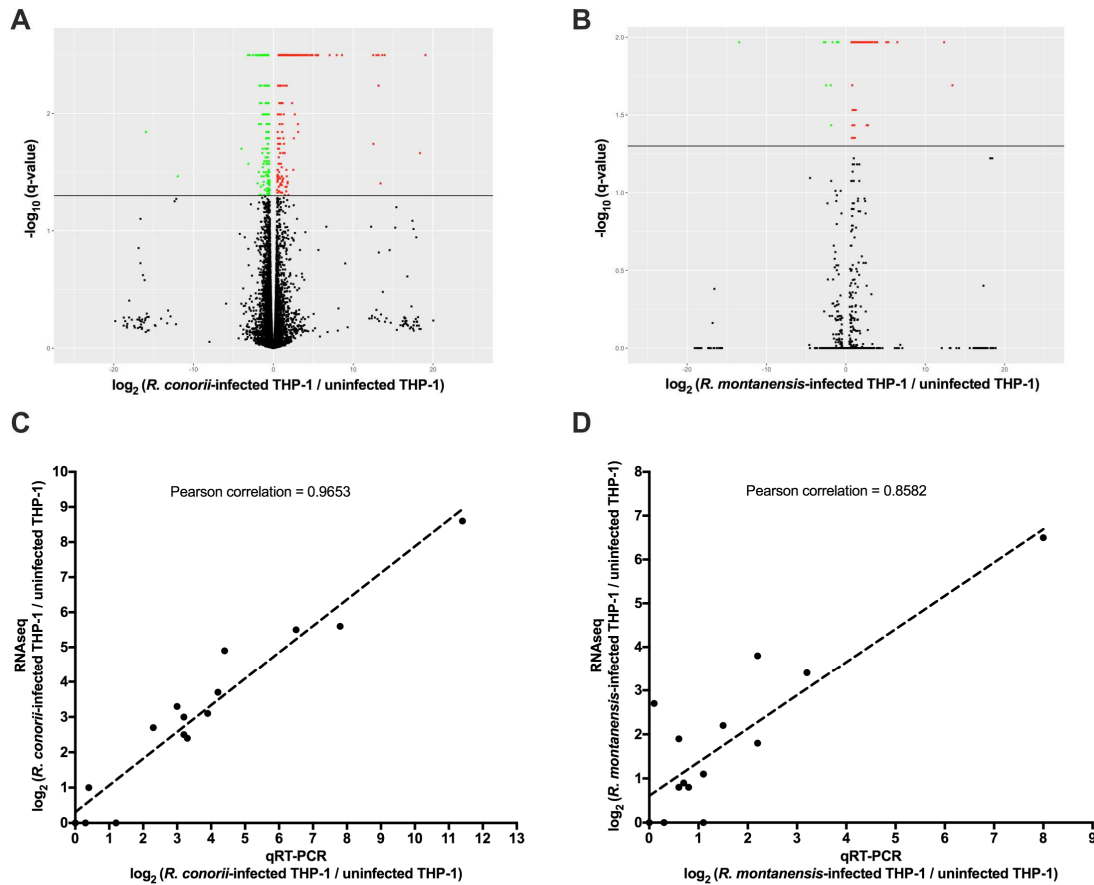 A
-log10 (q-value)
2
1
0
-20
-10
0
10
20
log2 (R. conorii-infected THP-1 / uninfected THP-1)
B
-log10 (q-value)
2.0
1.5
1.0
0.5
0.0
-20
-10
0
10
20
log2 (R. montanensis-infected THP-1 / uninfected THP-1)
C
RNAseq
log2 (R. conorii-infected THP-1 / uninfected THP-1)
10
9
8
7
6
5
4
3
2
1
0
Pearson correlation = 0.9653
0 1 2 3 4 5 6 7 8 9 10 11 12 13
qRT-PCR
log2 (R. conorii-infected THP-1 / uninfected THP-1)
D
RNAseq
log2 (R. montanensis-infected THP-1 / uninfected THP-1)
8
7
6
5
4
3
2
1
0
Pearson correlation = 0.8582
0 1 2 3 4 5 6 7 8 9
qRT-PCR
log2 (R. montanensis-infected THP-1 / uninfected THP-1)